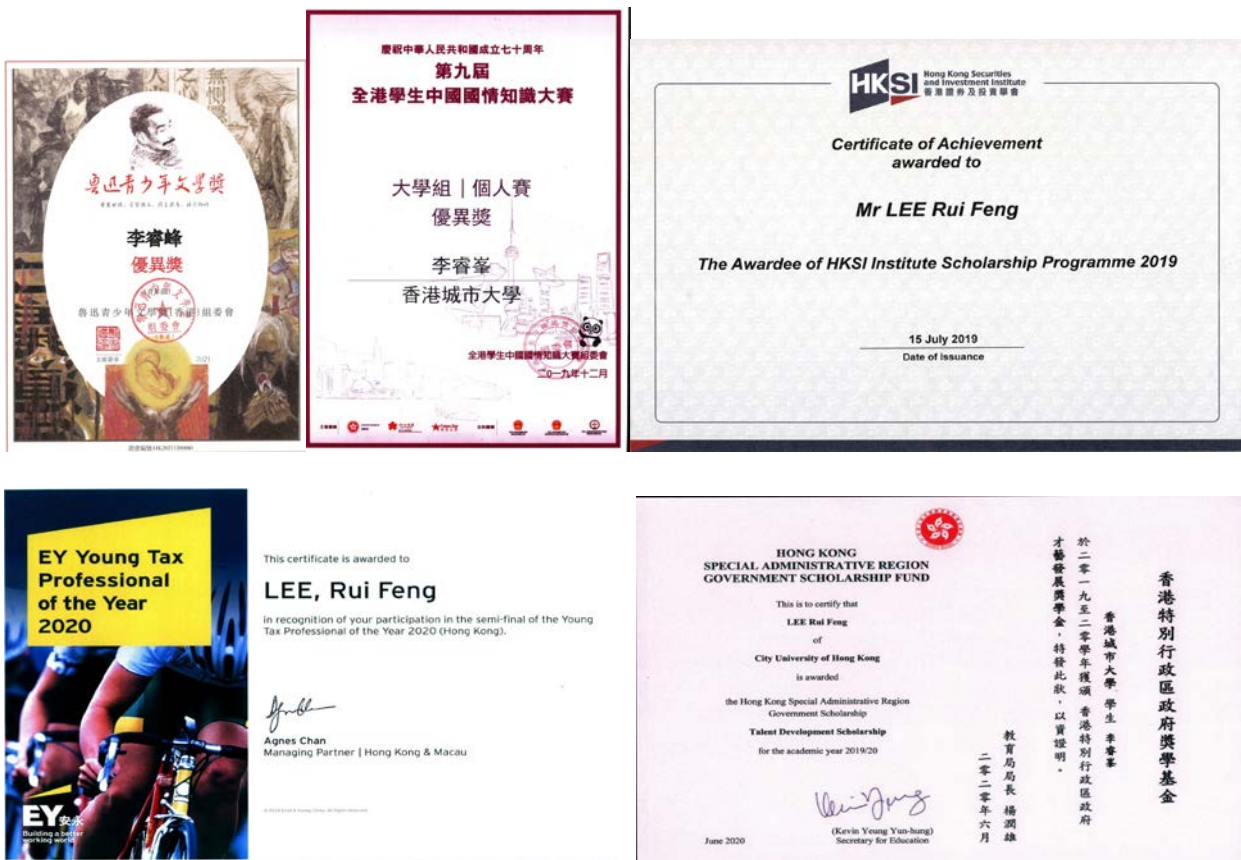 魯迅青少年文學獎
李睿峰
優異獎
魯迅青少年文學獎(香港)組委會
2021
慶祝中華人民共和國成立七十周年
第九屆
全港學生中國國情知識大賽
大學組 | 個人賽
優異獎
李睿峯
香港城市大學
全港學生中國國情知識大賽組委會
二0一九年十二月
HKSI
Hong Kong Securities
and Investment Institute
香港證券及投資學會
Certificate of Achievement
awarded to
Mr LEE Rui Feng
The Awardee of HKSI Institute Scholarship Programme 2019
15 July 2019
Date of Issuance
EY Young Tax
Professional
of the Year
2020
EY安永
Building a better
working world
This certificate is awarded to
LEE, Rui Feng
in recognition of your participation in the semi-final of the Young
Tax Professional of the Year 2020 (Hong Kong).
Agnes Chan
Managing Partner | Hong Kong & Macau
HONG KONG
SPECIAL ADMINISTRATIVE REGION
GOVERNMENT SCHOLARSHIP FUND
This is to certify that
LEE Rui Feng
of
City University of Hong Kong
is awarded
the Hong Kong Special Administrative Region
Government Scholarship
Talent Development Scholarship
for the academic year 2019/20
June 2020
(Kevin Yeung Yun-hung)
Secretary for Education
香港特別行政區政府獎學基金
香港城市大學 學生 李睿峯
於二零一九至二零學年獲頒 香港特別行政區政府
才藝發展獎學金，特發此狀，以資證明。
教育局局長 楊潤雄
二零二零年六月